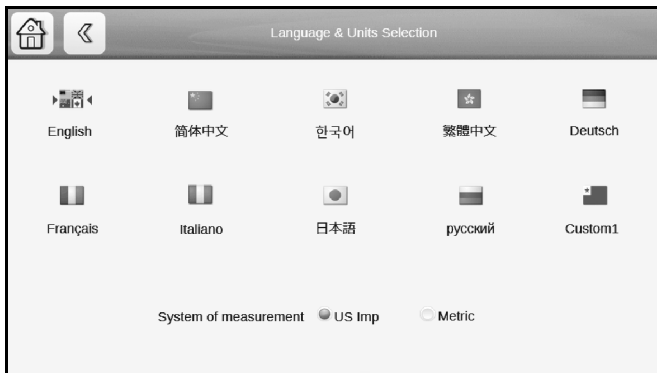 Language & Units Selection
English 简体中文 한국어 繁體中文 Deutsch
Français Italiano 日本語 русский Custom1
System of measurement US Imp Metric